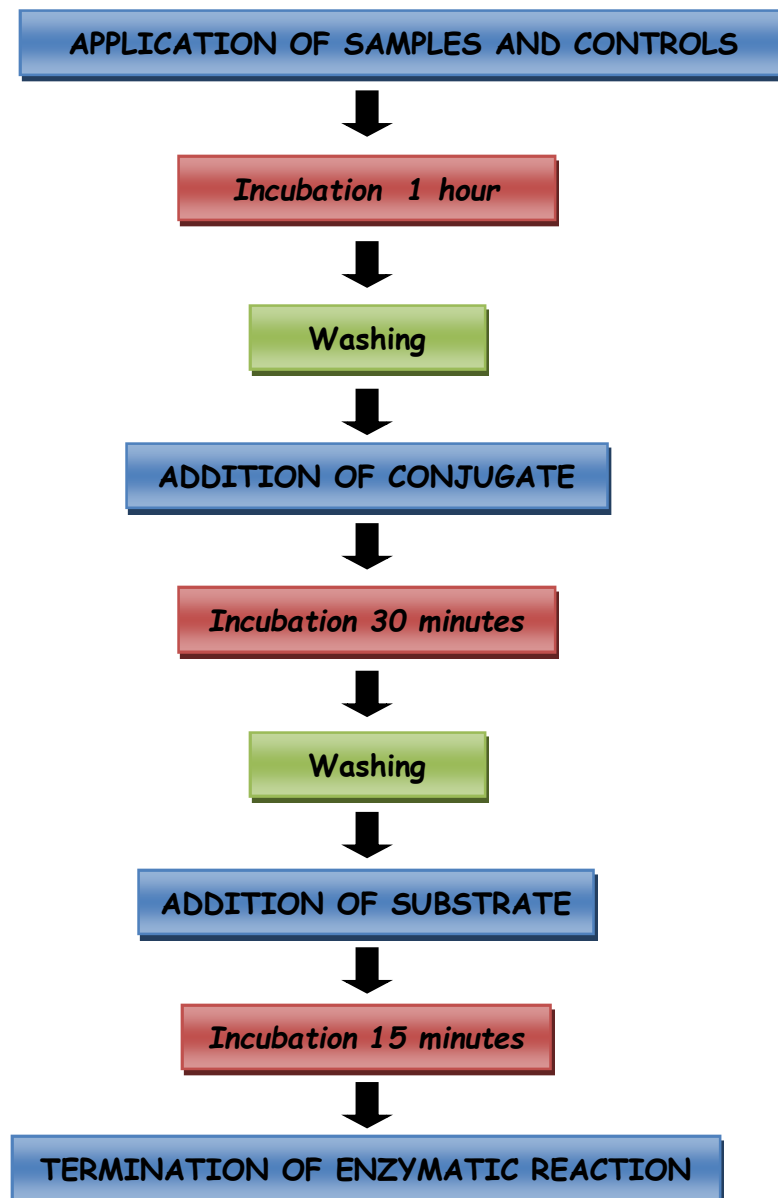 APPLICATION OF SAMPLES AND CONTROLS
Incubation 1 hour
Washing
ADDITION OF CONJUGATE
Incubation 30 minutes
Washing
ADDITION OF SUBSTRATE
Incubation 15 minutes
TERMINATION OF ENZYMATIC REACTION